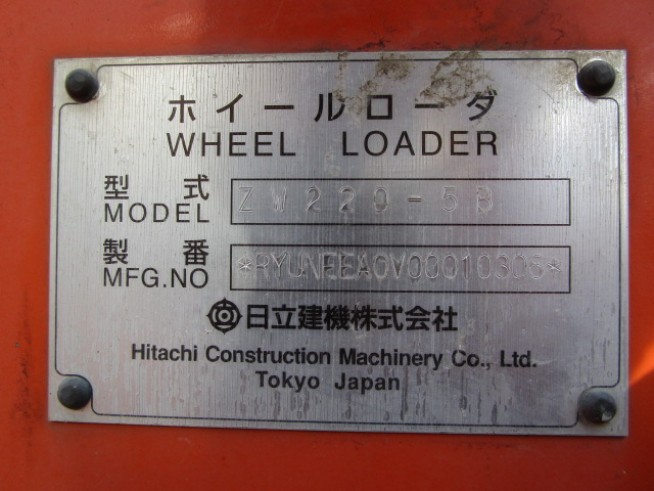 ホイールローダ
WHEEL LOADER
型式
MODEL ZW220-5B
製番
MFG.NO
日立建機株式会社
Hitachi Construction Machinery Co., Ltd.
Tokyo Japan